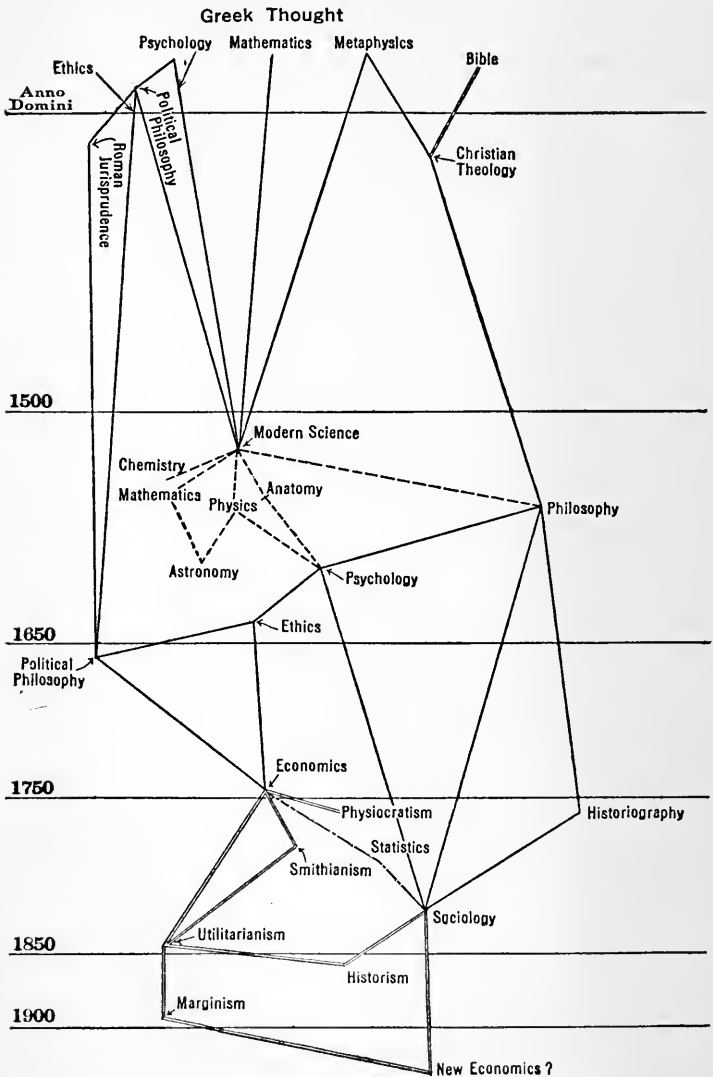 Greek Thought
Psychology
Mathematics
Metaphysics
Ethics
Bible
Anno
Domini
Political
Philosophy
Roman
Jurisprudence
Christian
Theology
1500
Modern Science
Chemistry
Mathematics
Anatomy
Physics
Philosophy
Astronomy
Psychology
Ethics
1650
Political
Philosophy
Economics
1750
Physiocratism
Historiography
Statistics
Smithianism
Sociology
Utilitarianism
1850
Historism
Marginism
1900
New Economics?